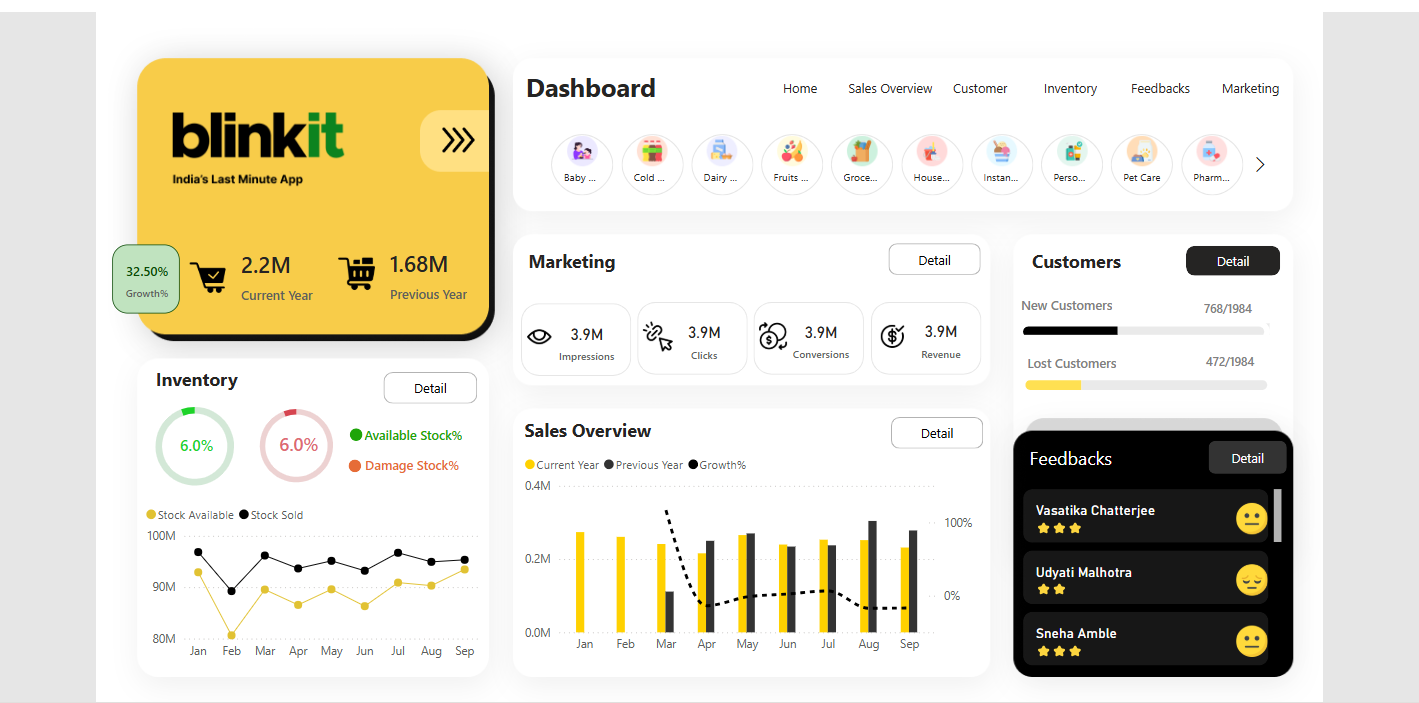 blinkit
India's Last Minute App
32.50%
Growth%
2.2M
Current Year
1.68M
Previous Year
Dashboard
Home Sales Overview Customer Inventory Feedbacks Marketing
Baby ... Cold ... Dairy ... Fruits ... Groce... House... Instan... Perso... Pet Care Pharm...
Marketing
Detail
3.9M
Impressions
3.9M
Clicks
3.9M
Conversions
3.9M
Revenue
Customers
Detail
New Customers 768/1984
Lost Customers 472/1984
Inventory
Detail
6.0%
6.0%
Available Stock%
Damage Stock%
Stock Available Stock Sold
100M
90M
80M
Jan Feb Mar Apr May Jun Jul Aug Sep
Sales Overview
Detail
Current Year Previous Year Growth%
0.4M
0.2M
0.0M
100%
0%
Jan Feb Mar Apr May Jun Jul Aug Sep
Feedbacks
Detail
Vasatika Chatterjee
Udyati Malhotra
Sneha Amble